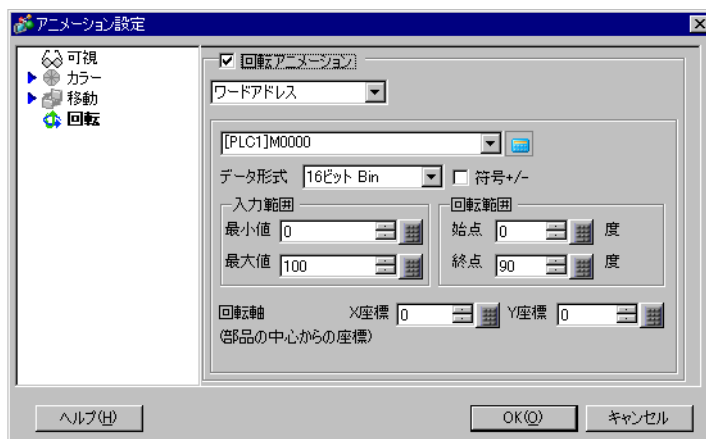 アニメーション設定
可視
カラー
移動
回転
回転アニメーション
ワードアドレス
[PLC1]M0000
データ形式 16ビット Bin 符号+/-
入力範囲
最小値 0
最大値 100
回転範囲
始点 0 度
終点 90 度
回転軸 X座標 0 Y座標 0
(部品の中心からの座標)
ヘルプ(H) OK(O) キャンセル